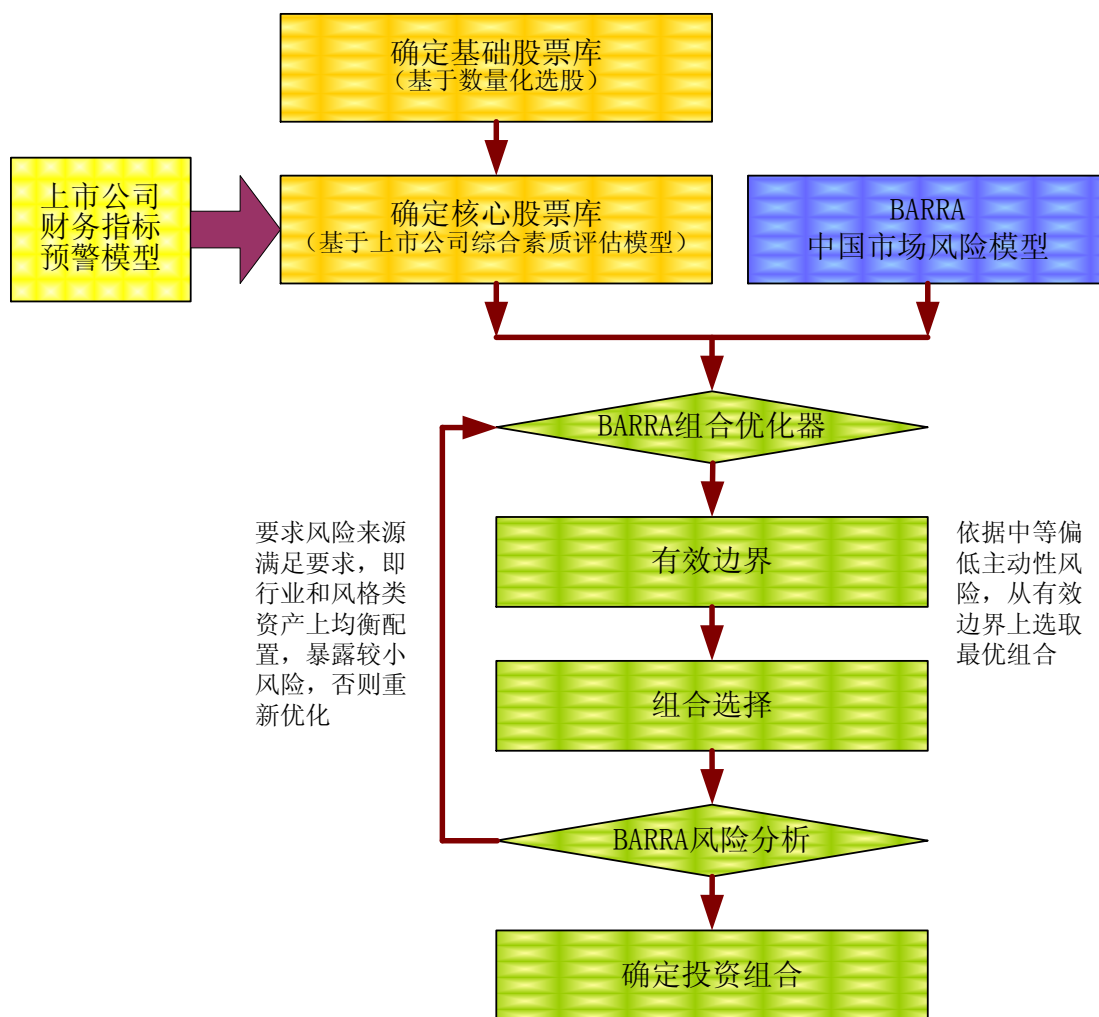 确定基础股票库
（基于数量化选股）
上市公司
财务指标
预警模型
确定核心股票库
（基于上市公司综合素质评估模型）
BARRA
中国市场风险模型
BARRA组合优化器
要求风险来源
满足要求，即
行业和风格类
资产上均衡配
置，暴露较小
风险，否则重
新优化
有效边界
依据中等偏
低主动性风
险，从有效
边界上选取
最优组合
组合选择
BARRA风险分析
确定投资组合